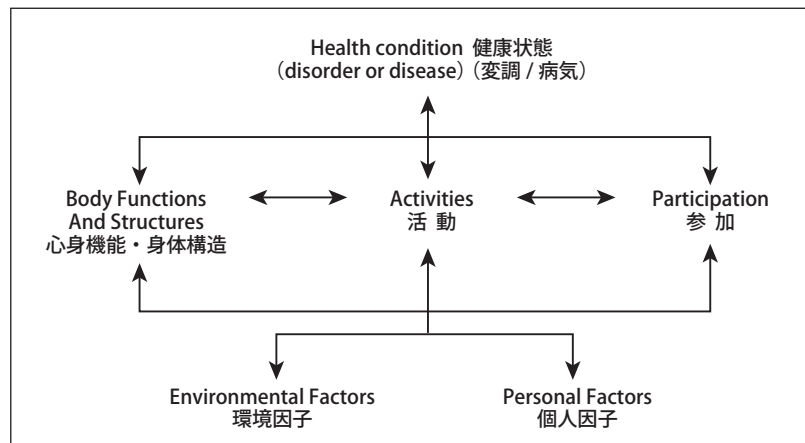 Health condition 健康状態
(disorder or disease)（変調 / 病気）
Body Functions
And Structures
心身機能・身体構造
Activities
活 動
Participation
参 加
Environmental Factors
環境因子
Personal Factors
個人因子